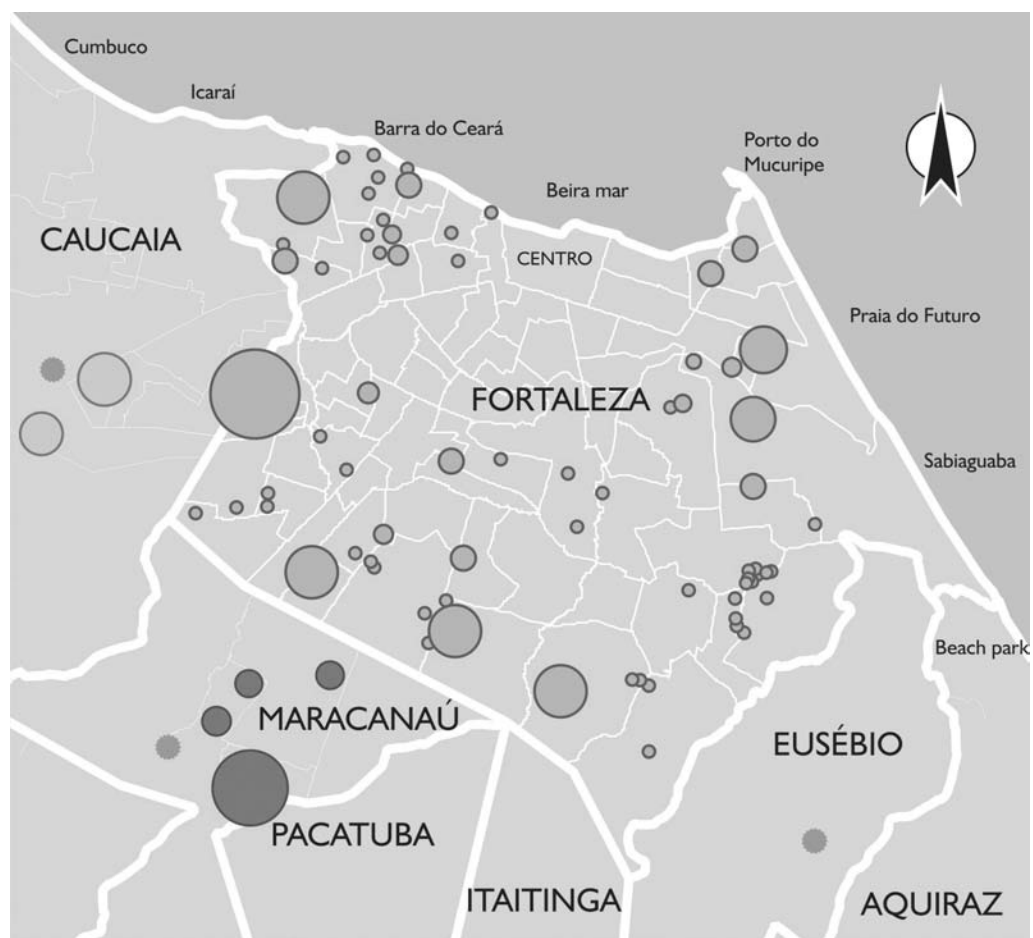 Cumbuco
Icaraí
Barra do Ceará
Porto do
Mucuripe
Beira mar
CAUCAIA
CENTRO
Praia do Futuro
FORTALEZA
Sabiaguaba
Beach park
MARACANAÚ
EUSÉBIO
PACATUBA
ITAITINGA
AQUIRAZ